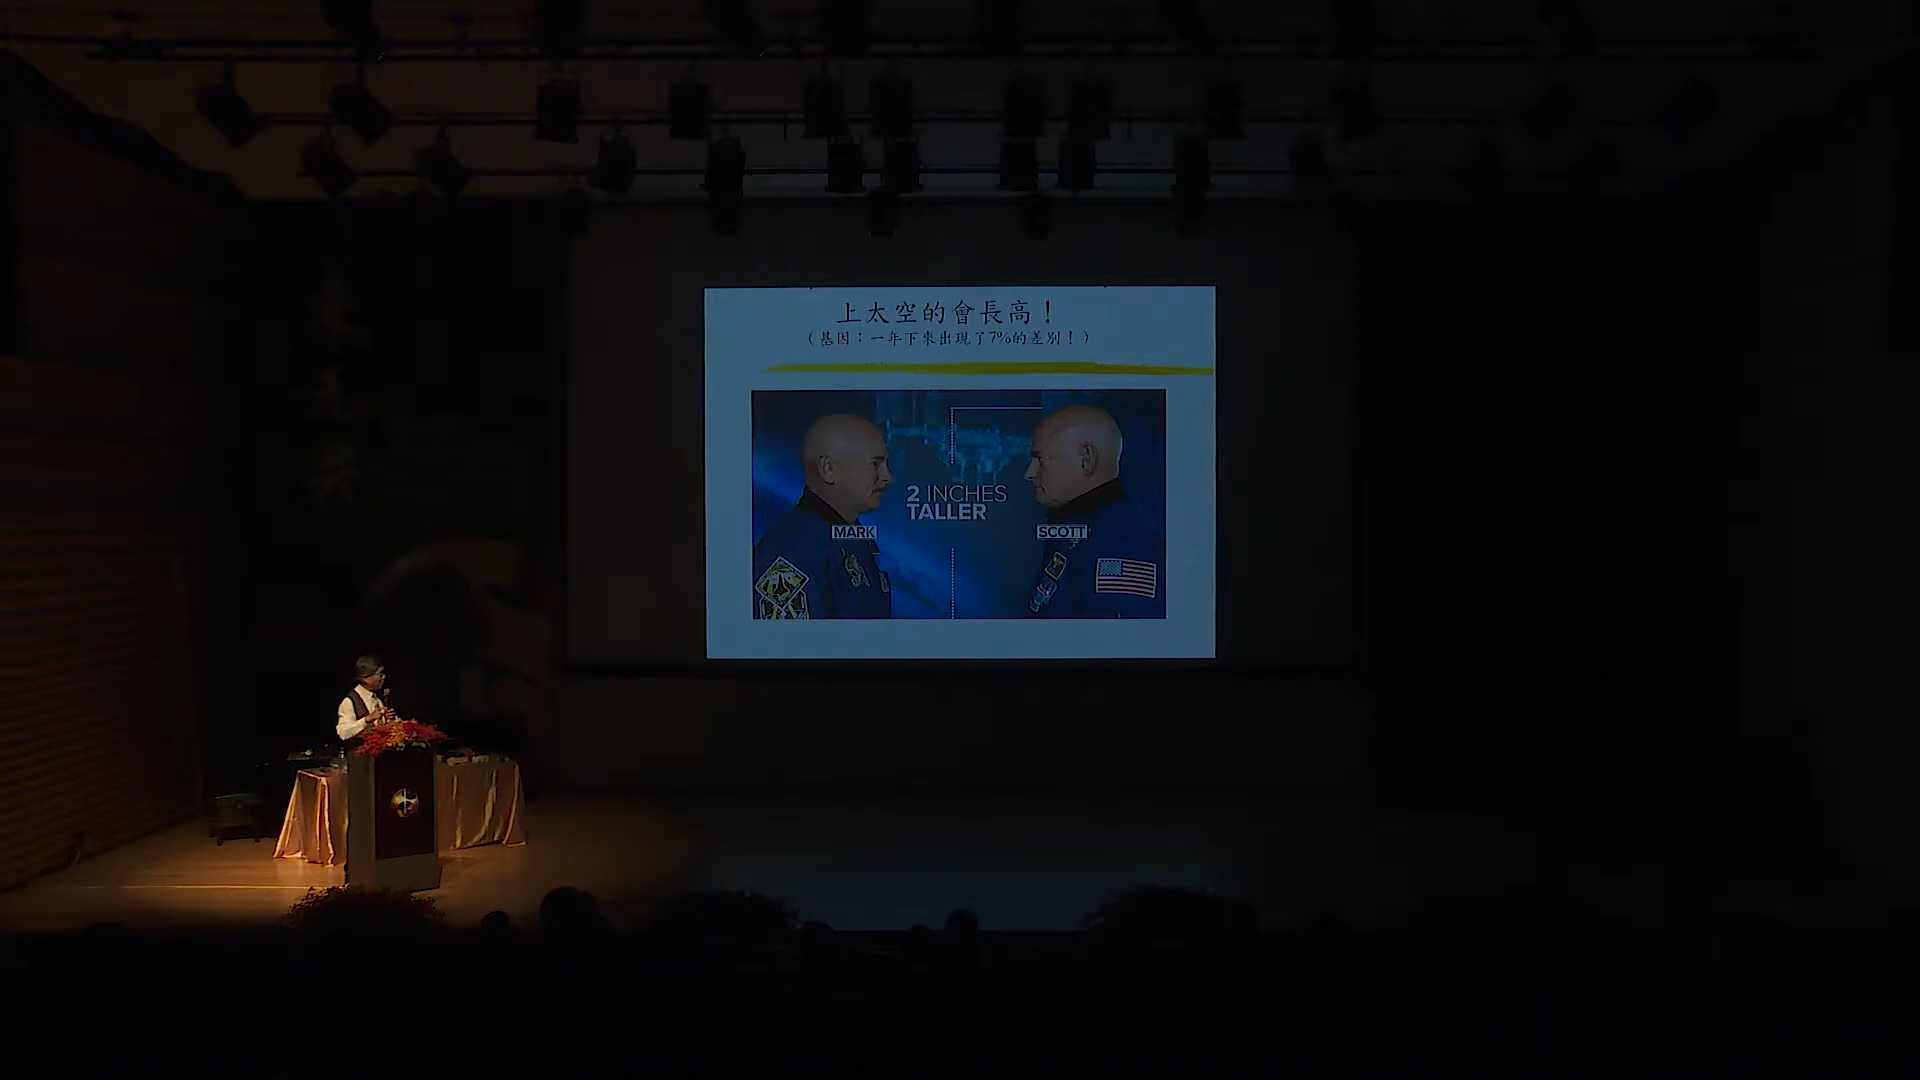 上太空的會長高！
（基因：一年下來出現了7%的差別！）
2 INCHES
TALLER
MARK
SCOTT